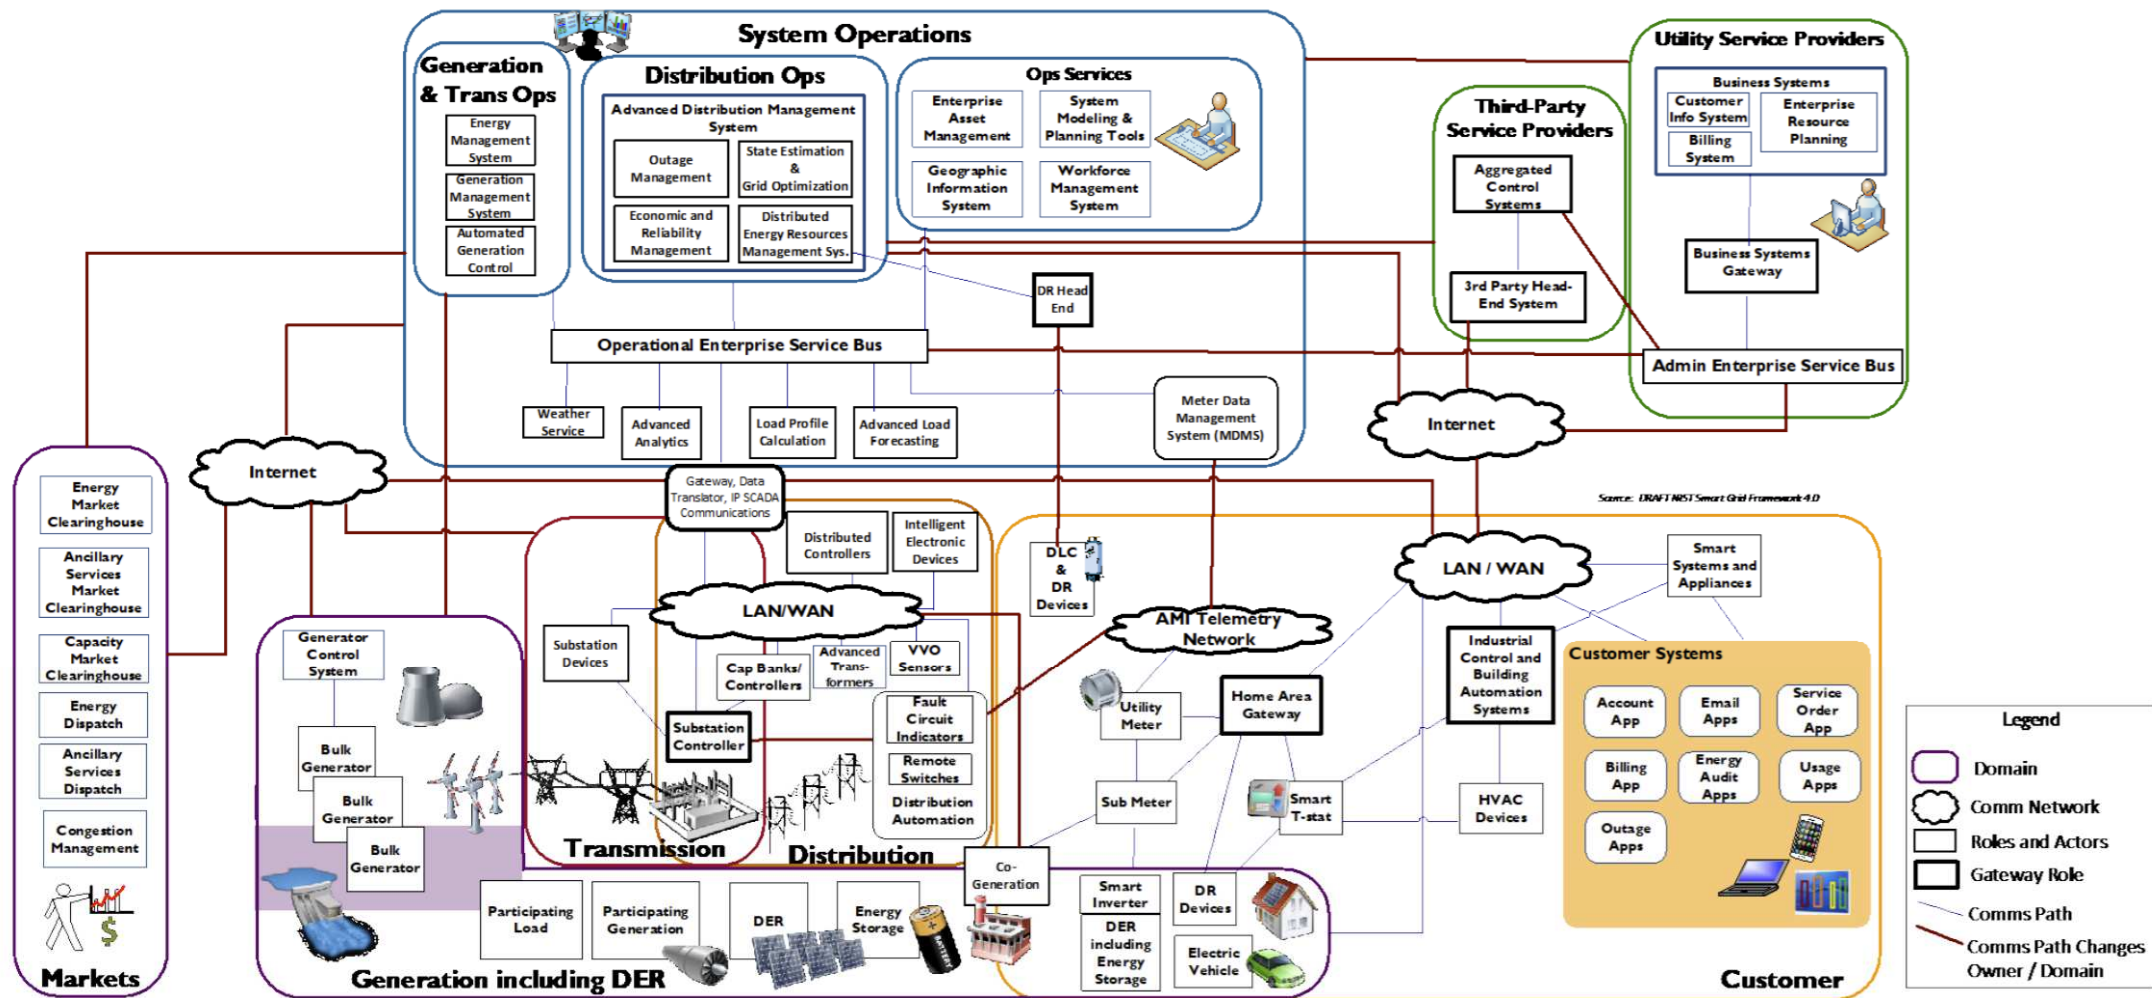 System Operations
Generation
& Trans Ops
Energy
Management
System
Generation
Management
System
Automated
Generation
Control
Distribution Ops
Advanced Distribution Management
System
Outage
Management
State Estimation
&
Grid Optimization
Economic and
Reliability
Management
Distributed
Energy Resources
Management Sys.
Ops Services
Enterprise
Asset
Management
System
Modeling &
Planning Tools
Geographic
Information
System
Workforce
Management
System
DR Head
End
Operational Enterprise Service Bus
Weather
Service
Advanced
Analytics
Load Profile
Calculation
Advanced Load
Forecasting
Meter Data
Management
System (MDMS)
Third-Party
Service Providers
Aggregated
Control
Systems
3rd Party Head-
End System
Utility Service Providers
Business Systems
Customer
Info System
Enterprise
Resource
Planning
Billing
System
Business Systems
Gateway
Admin Enterprise Service Bus
Internet
Internet
Source: DRAFT NIST Smart Grid Framework 4.0
Energy
Market
Clearinghouse
Ancillary
Services
Market
Clearinghouse
Capacity
Market
Clearinghouse
Energy
Dispatch
Ancillary
Services
Dispatch
Congestion
Management
$
Markets
Gateway, Data
Translator, IP SCADA
Communications
Distributed
Controllers
Intelligent
Electronic
Devices
LAN/WAN
Substation
Devices
Cap Banks/
Controllers
Advanced
Trans-
formers
VVO
Sensors
Substation
Controller
Fault
Circuit
Indicators
Remote
Switches
Distribution
Automation
Transmission
Distribution
Generator
Control
System
Bulk
Generator
Bulk
Generator
Bulk
Generator
Participating
Load
Participating
Generation
DER
Energy
Storage
BATTERY
Co-
Generation
Generation including DER
DLC
&
DR
Devices
AMI Telemetry
Network
LAN / WAN
Smart
Systems and
Appliances
Utility
Meter
Home Area
Gateway
Industrial
Control and
Building
Automation
Systems
Sub Meter
Smart
T-stat
HVAC
Devices
Smart
Inverter
DER
including
Energy
Storage
DR
Devices
Electric
Vehicle
Customer Systems
Account
App
Email
Apps
Service
Order
App
Billing
App
Energy
Audit
Apps
Usage
Apps
Outage
Apps
Customer
Legend
Domain
Comm Network
Roles and Actors
Gateway Role
Comms Path
Comms Path Changes
Owner / Domain